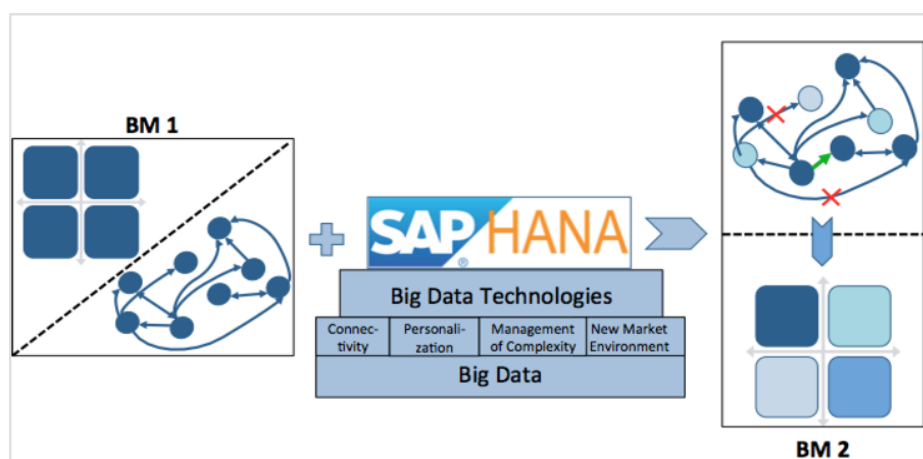 BM 1
SAP
®
HANA
Big Data Technologies
Connec-
tivity
Personali-
zation
Management
of Complexity
New Market
Environment
Big Data
BM 2